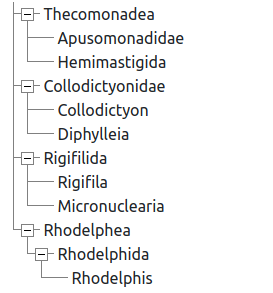 Thecomonadea
Apusomonadidae
Hemimastigida
Collodictyonidae
Collodictyon
Diphylleia
Rigifilida
Rigifila
Micronuclearia
Rhodelphea
Rhodelphida
Rhodelphis